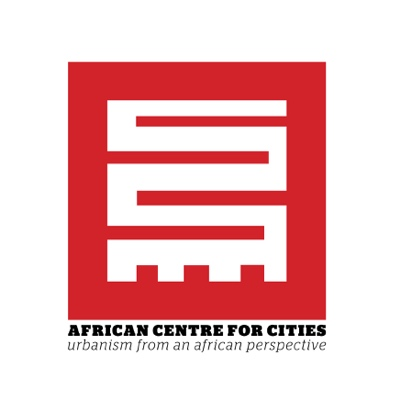 AFRICAN CENTRE FOR CITIES
urbanism from an african perspective